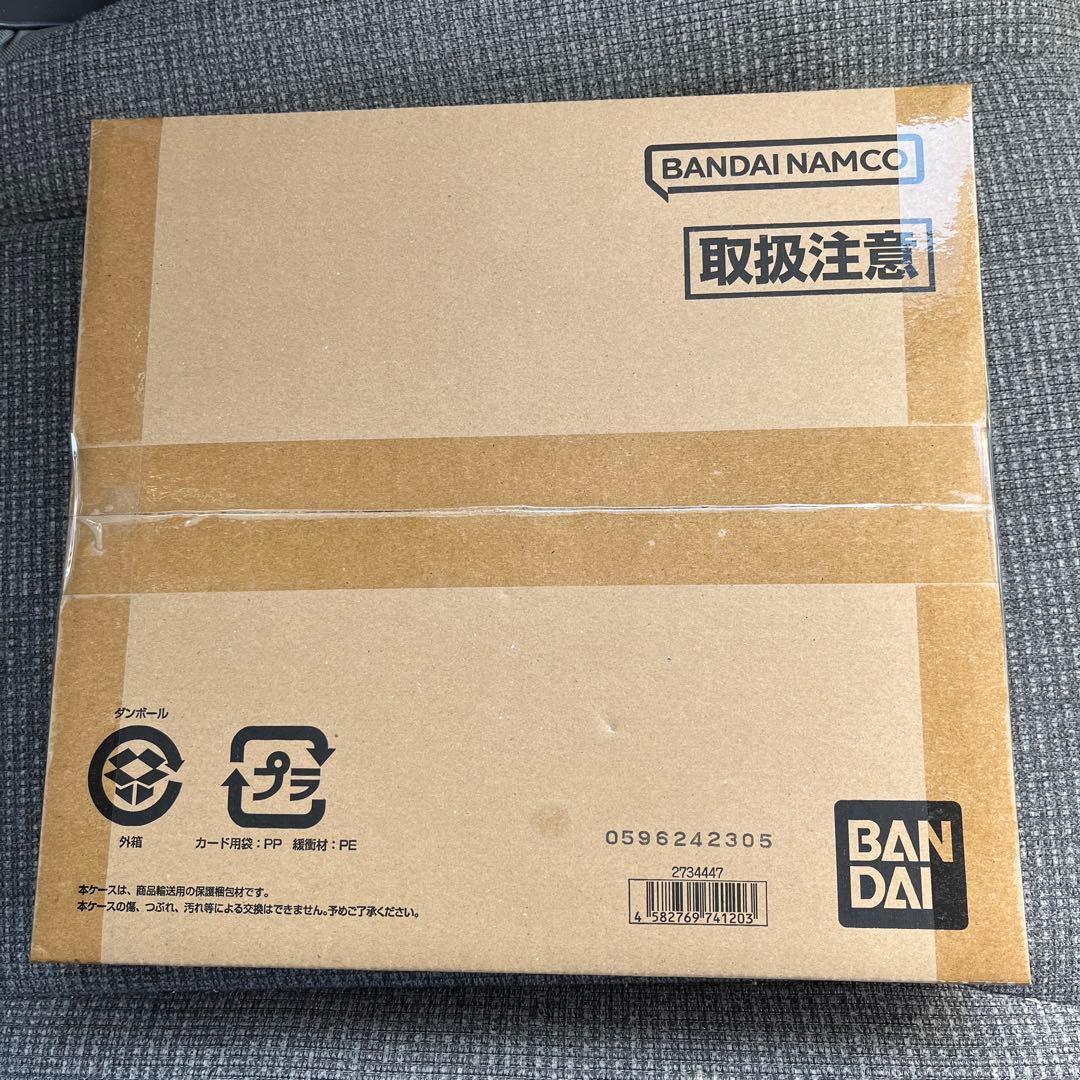 BANDAI NAMCO
取扱注意
ダンボール
外箱
プラ
カード用袋：PP　緩衝材：PE
本ケースは、商品輸送用の保護梱包材です。
本ケースの傷、つぶれ、汚れ等による交換はできません。予めご了承ください。
0596242305
2734447
4 582769 741203
BAN
DAI